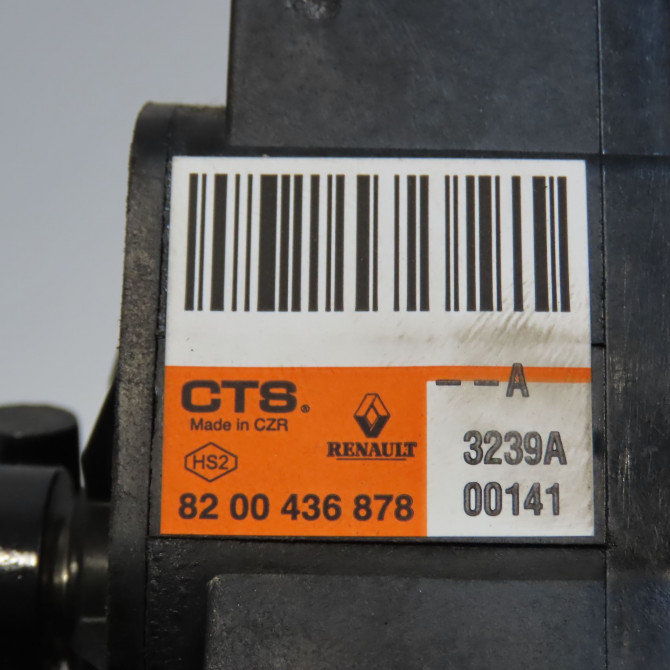 CTS®
Made in CZR
HS2
RENAULT
82 00 436 878
– – A
3239A
00141